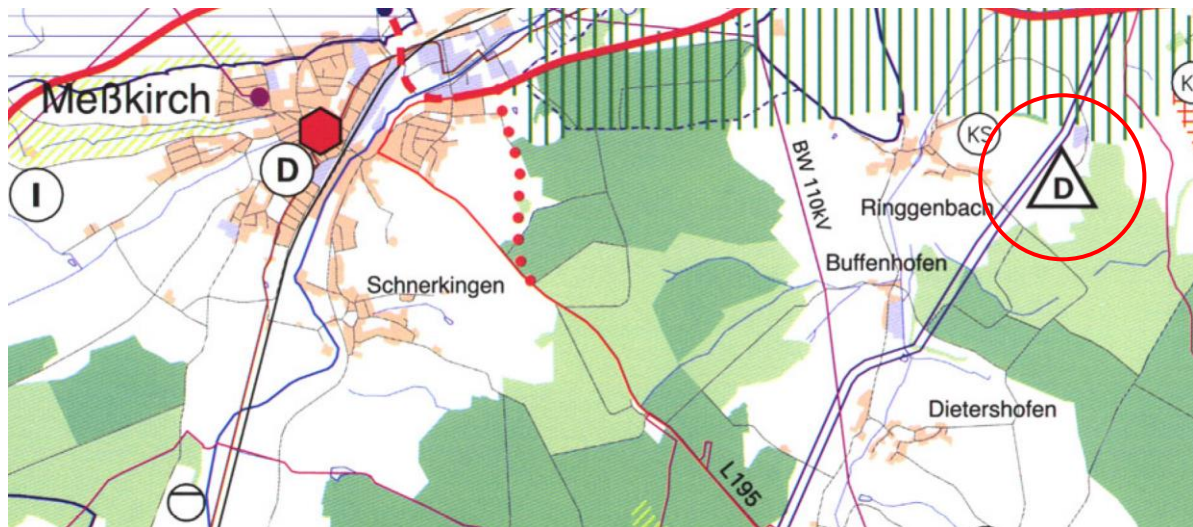 Meßkirch
D
I
KS
D
K
BW 110kV
Ringgenbach
Buffenhofen
Schnerkingen
Dietershofen
L195